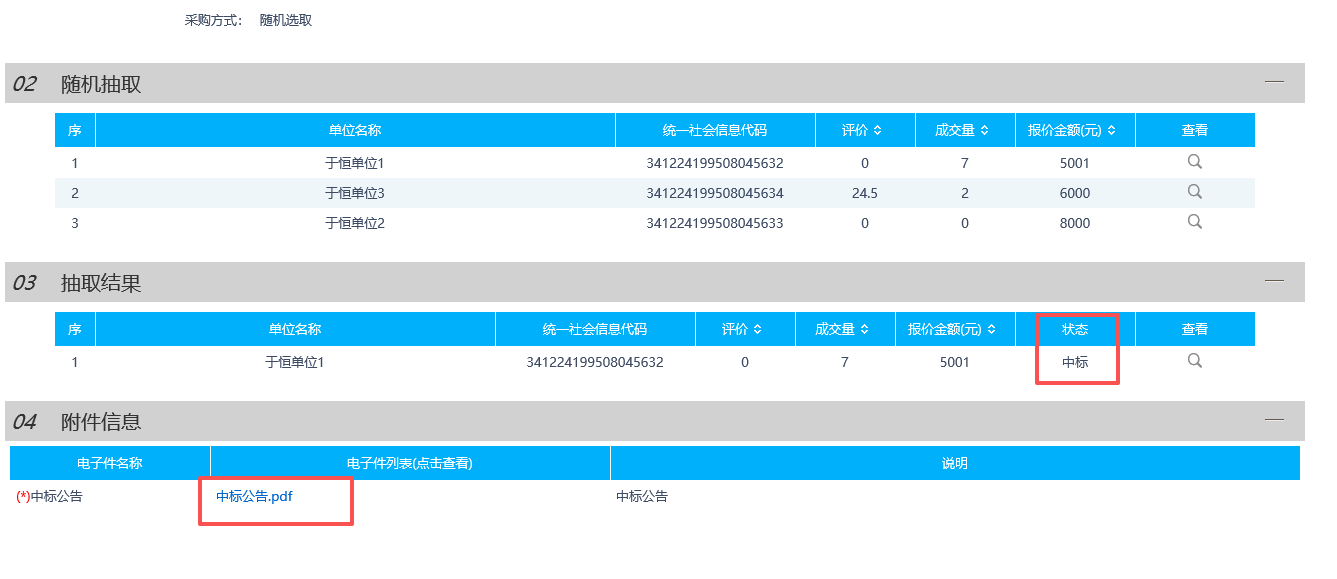 采购方式： 随机选取
02 随机抽取
序 单位名称 统一社会信息代码 评价 成交量 报价金额(元) 查看
1 于恒单位1 341224199508045632 0 7 5001
2 于恒单位3 341224199508045634 24.5 2 6000
3 于恒单位2 341224199508045633 0 0 8000
03 抽取结果
序 单位名称 统一社会信息代码 评价 成交量 报价金额(元) 状态 查看
1 于恒单位1 341224199508045632 0 7 5001 中标
04 附件信息
电子件名称 电子件列表(点击查看) 说明
(*)中标公告 中标公告.pdf 中标公告